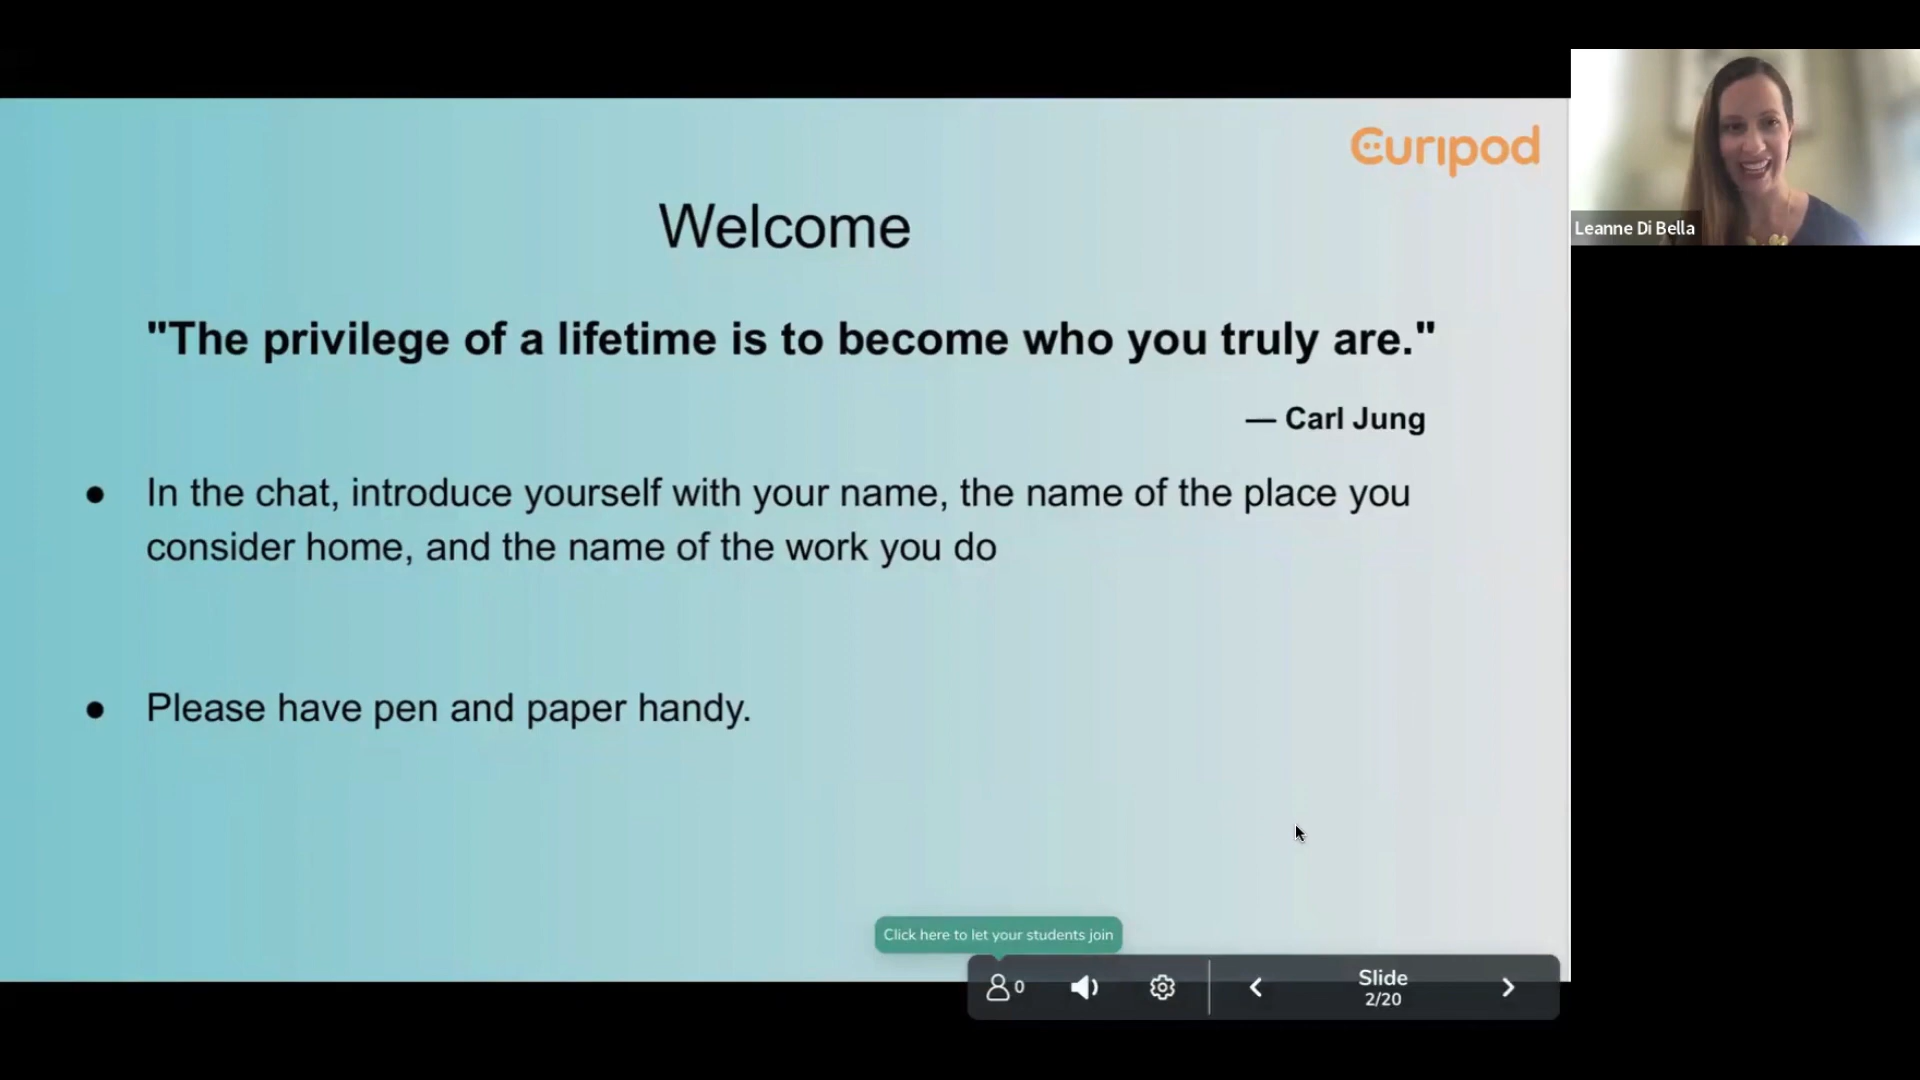 Curipod
Welcome
"The privilege of a lifetime is to become who you truly are."
— Carl Jung
● In the chat, introduce yourself with your name, the name of the place you
consider home, and the name of the work you do
● Please have pen and paper handy.
Leanne Di Bella
Click here to let your students join
0
Slide
2/20